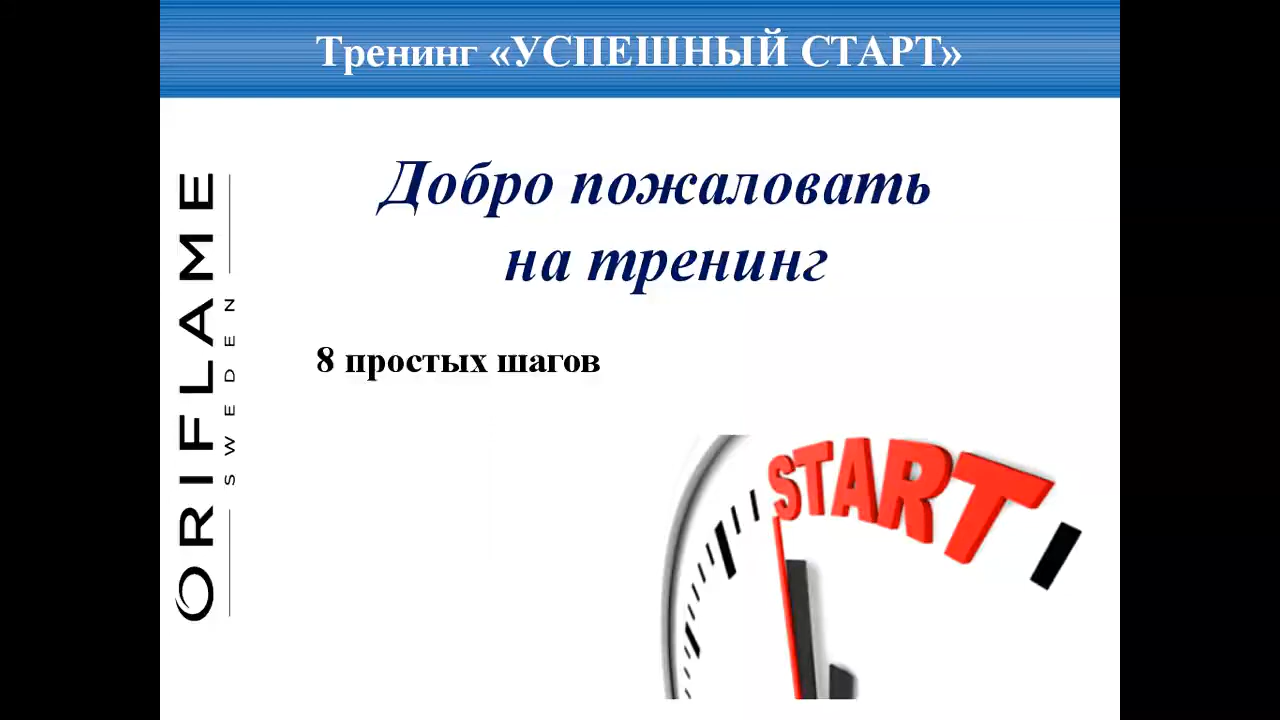 Тренинг «УСПЕШНЫЙ СТАРТ»
Добро пожаловать
на тренинг
8 простых шагов
ORIFLAME
SWEDEN
START